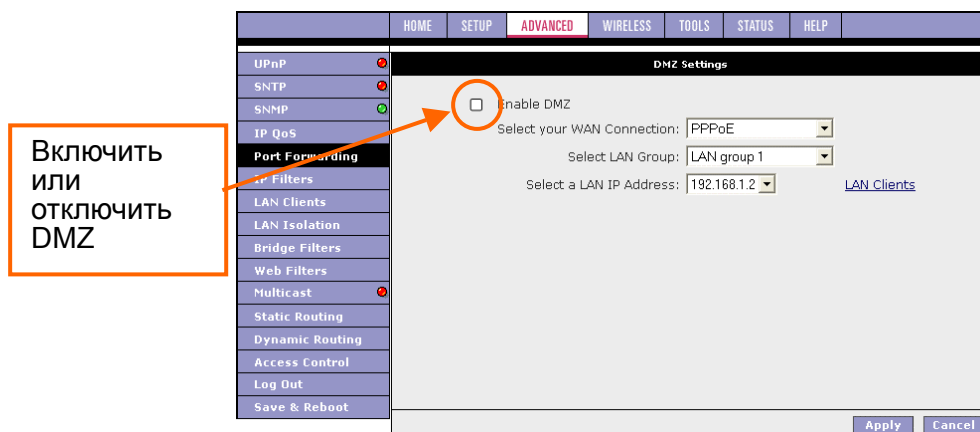 HOME SETUP ADVANCED WIRELESS TOOLS STATUS HELP
UPnP
SNTP
SNMP
IP QoS
Port Forwarding
IP Filters
LAN Clients
LAN Isolation
Bridge Filters
Web Filters
Multicast
Static Routing
Dynamic Routing
Access Control
Log Out
Save & Reboot
DMZ Settings
Enable DMZ
Select your WAN Connection: PPPoE
Select LAN Group: LAN group 1
Select a LAN IP Address: 192.168.1.2 LAN Clients
Apply Cancel
Включить
или
отключить
DMZ